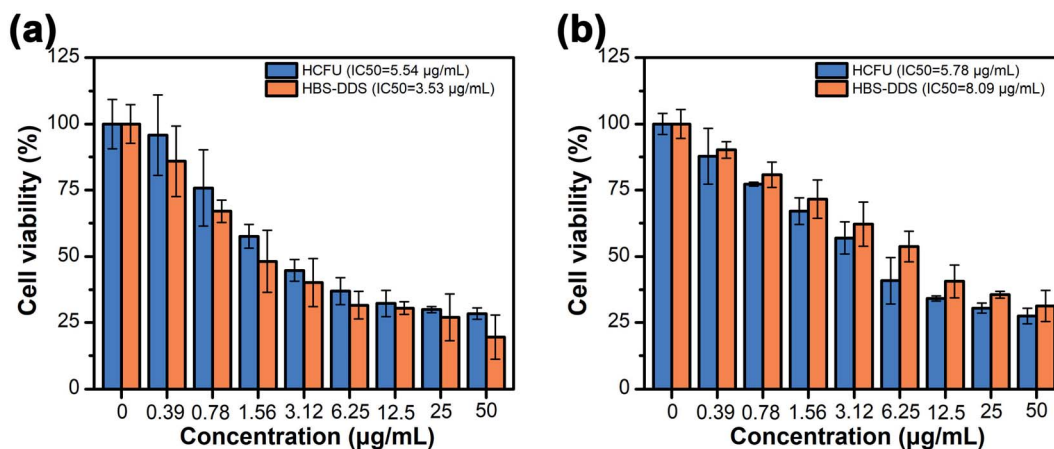 (a)
125
100
75
50
25
0
Cell viability (%)
HCFU (IC50=5.54 µg/mL)
HBS-DDS (IC50=3.53 µg/mL)
0 0.39 0.78 1.56 3.12 6.25 12.5 25 50
Concentration (µg/mL)
(b)
125
100
75
50
25
0
Cell viability (%)
HCFU (IC50=5.78 µg/mL)
HBS-DDS (IC50=8.09 µg/mL)
0 0.39 0.78 1.56 3.12 6.25 12.5 25 50
Concentration (µg/mL)